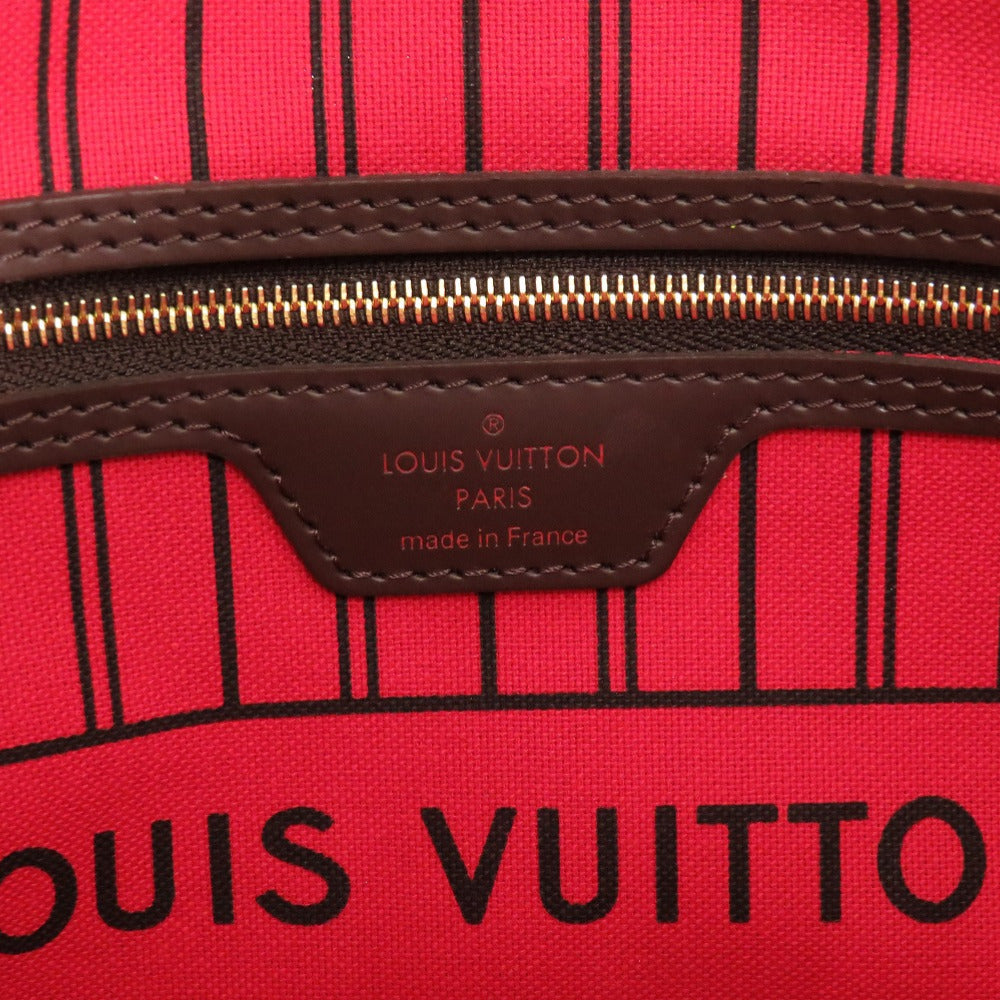 ®
LOUIS VUITTON
PARIS
made in France
OUIS VUITTO